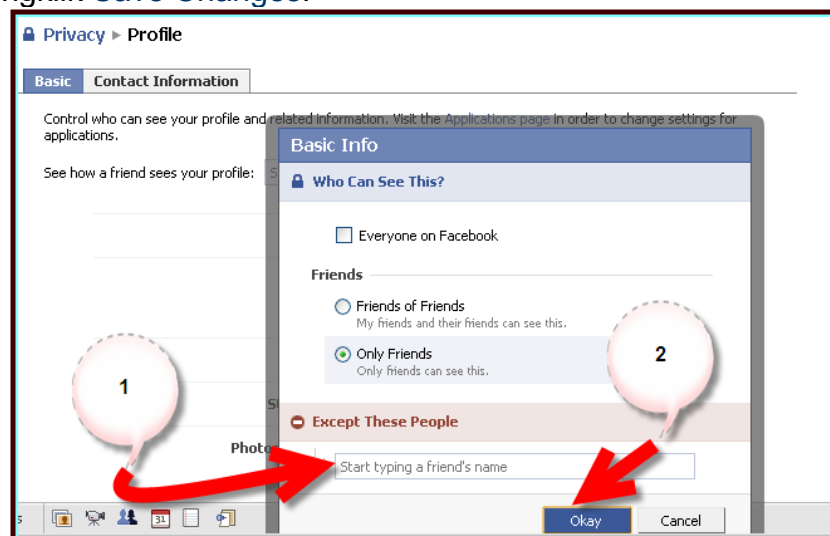 Save Changes.
Privacy ▸ Profile
Basic Contact Information
Control who can see your profile and related information. Visit the Applications page in order to change settings for
applications.
See how a friend sees your profile: S
Basic Info
Who Can See This?
Everyone on Facebook
Friends
Friends of Friends
My friends and their friends can see this.
Only Friends
Only friends can see this.
1
2
Except These People
Photo
Start typing a friend's name
31
Okay Cancel